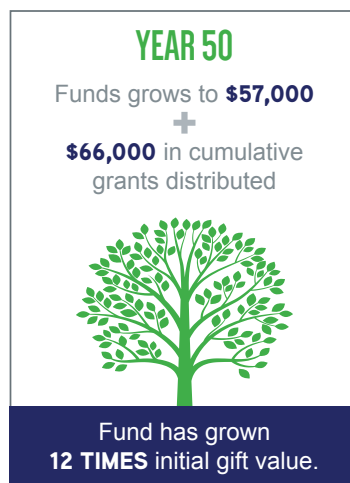 YEAR 50
Funds grows to $57,000
+
$66,000 in cumulative
grants distributed
Fund has grown
12 TIMES initial gift value.